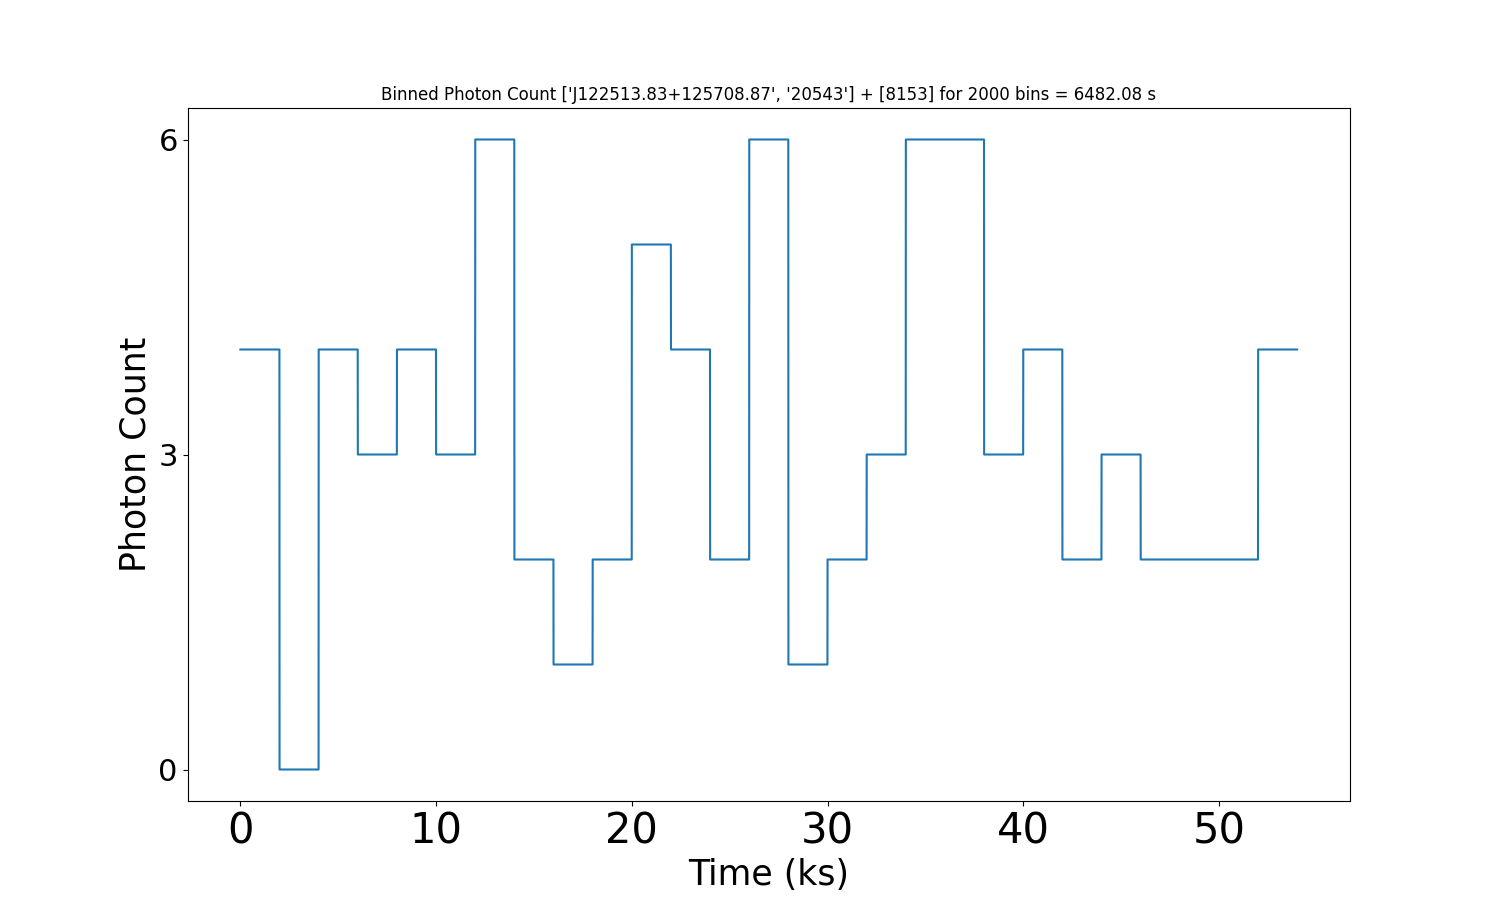 Binned Photon Count ['J122513.83+125708.87', '20543'] + [8153] for 2000 bins = 6482.08 s
6
3
0
Photon Count
0 10 20 30 40 50
Time (ks)